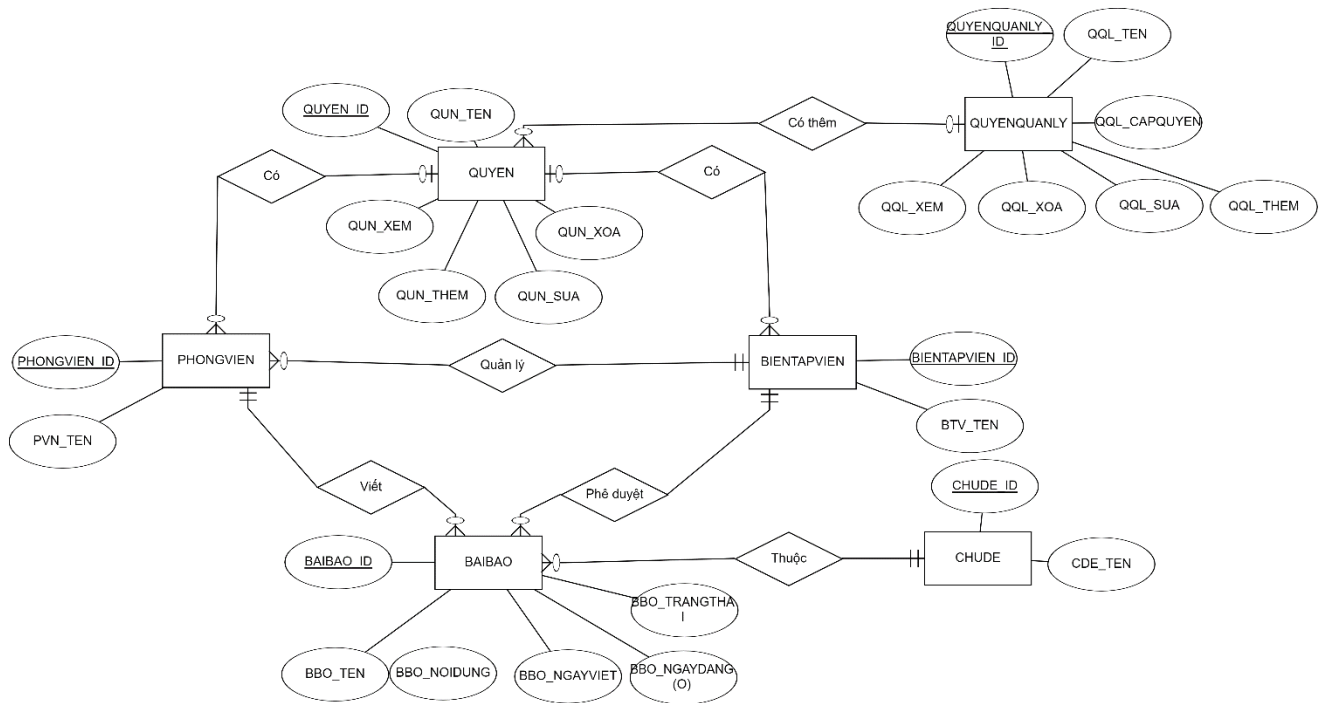 QUYENQUANLY_
ID
QQL_TEN
QUYEN_ID
QUN_TEN
Có thêm
QUYENQUANLY
QQL_CAPQUYEN
Có
QUYEN
Có
QUN_XEM
QUN_XOA
QQL_XEM
QQL_XOA
QQL_SUA
QQL_THEM
QUN_THEM
QUN_SUA
PHONGVIEN_ID
PHONGVIEN
Quản lý
BIENTAPVIEN
BIENTAPVIEN_ID
PVN_TEN
BTV_TEN
Viết
Phê duyệt
CHUDE_ID
BAIBAO_ID
BAIBAO
Thuộc
CHUDE
CDE_TEN
BBO_TRANGTHA
I
BBO_TEN
BBO_NOIDUNG
BBO_NGAYVIET
BBO_NGAYDANG
(O)